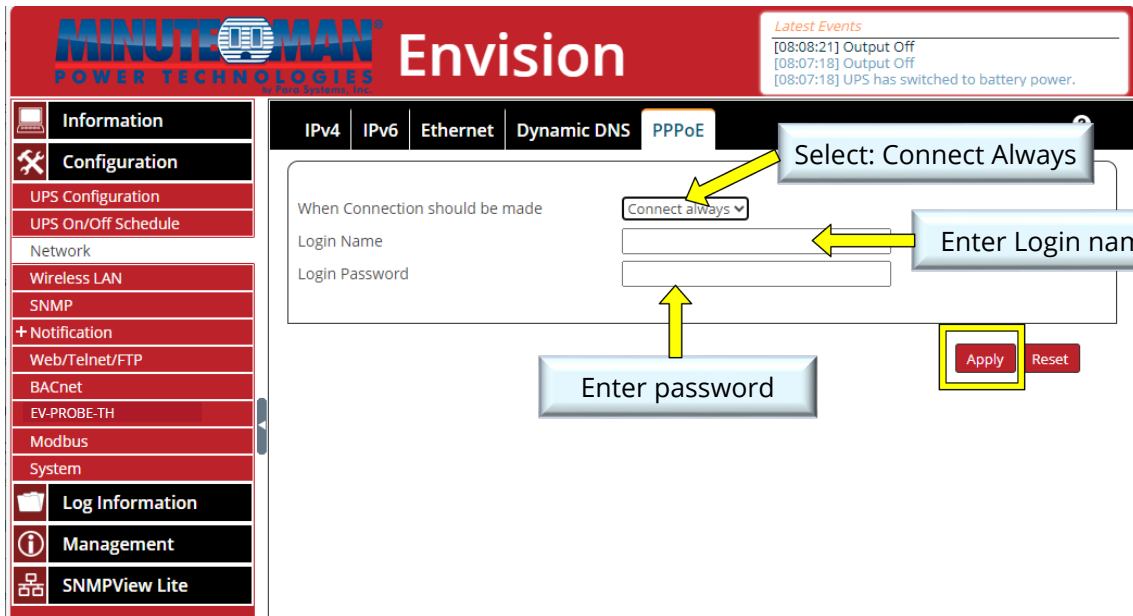 MINUTEMAN®
POWER TECHNOLOGIES
by Para Systems, Inc.
Envision
Latest Events
[08:08:21] Output Off
[08:07:18] Output Off
[08:07:18] UPS has switched to battery power.
Information
Configuration
UPS Configuration
UPS On/Off Schedule
Network
Wireless LAN
SNMP
+ Notification
Web/Telnet/FTP
BACnet
EV-PROBE-TH
Modbus
System
Log Information
Management
SNMPView Lite
IPv4 IPv6 Ethernet Dynamic DNS PPPoE
Select: Connect Always
When Connection should be made Connect always
Login Name
Enter Login nam
Login Password
Enter password
Apply Reset